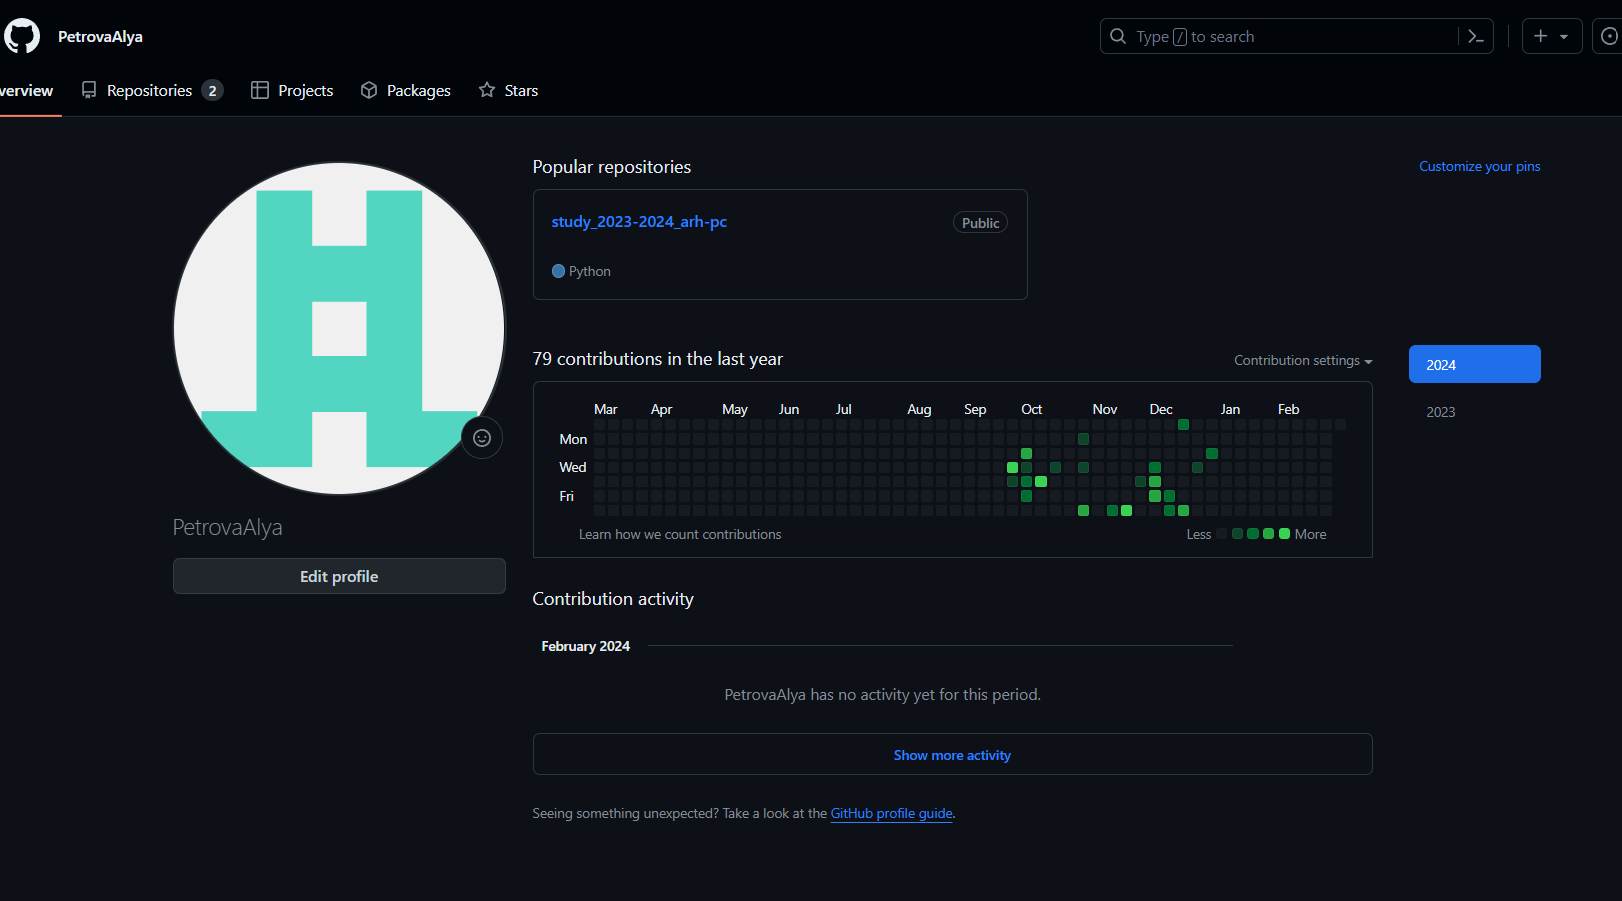 PetrovaAlya
Type / to search
verview
Repositories 2
Projects
Packages
Stars
Popular repositories
Customize your pins
study_2023-2024_arh-pc
Public
Python
79 contributions in the last year
Contribution settings
2024
2023
Mar Apr May Jun Jul Aug Sep Oct Nov Dec Jan Feb
Mon
Wed
Fri
Learn how we count contributions
Less More
PetrovaAlya
Edit profile
Contribution activity
February 2024
PetrovaAlya has no activity yet for this period.
Show more activity
Seeing something unexpected? Take a look at the GitHub profile guide.